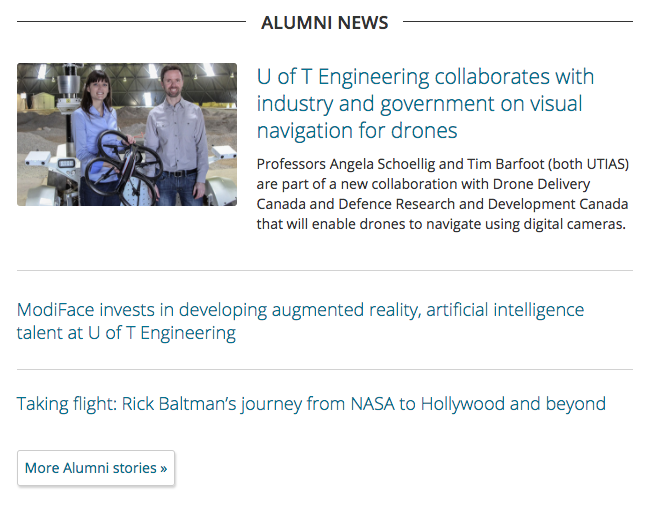 ALUMNI NEWS
U of T Engineering collaborates with
industry and government on visual
navigation for drones
Professors Angela Schoellig and Tim Barfoot (both UTIAS)
are part of a new collaboration with Drone Delivery
Canada and Defence Research and Development Canada
that will enable drones to navigate using digital cameras.
ModiFace invests in developing augmented reality, artificial intelligence
talent at U of T Engineering
Taking flight: Rick Baltman’s journey from NASA to Hollywood and beyond
More Alumni stories »